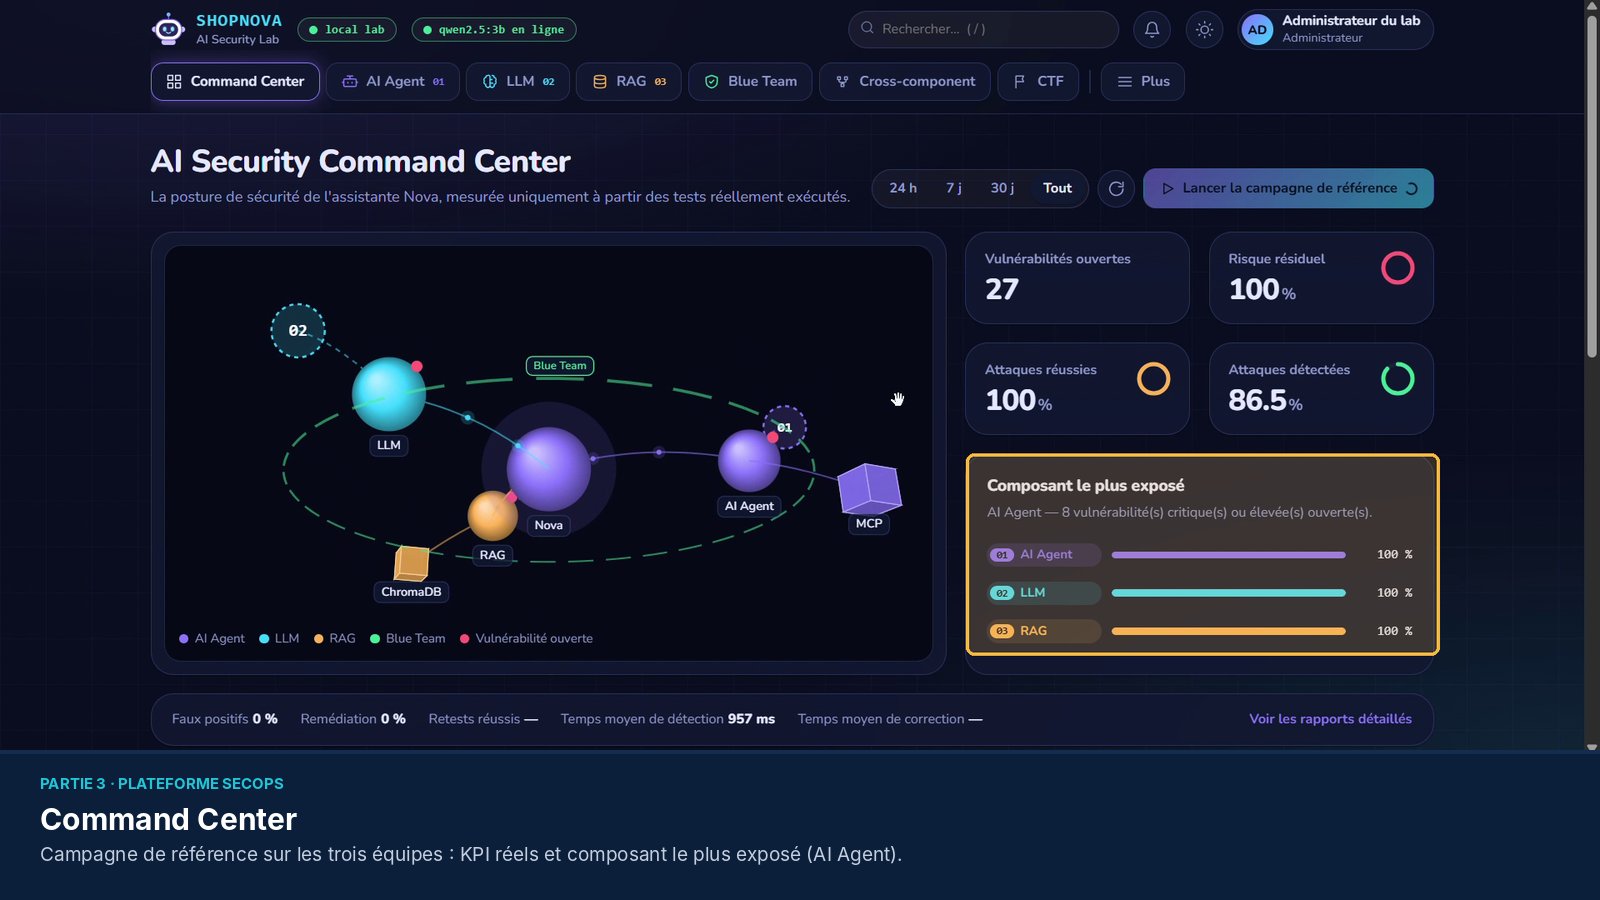 SHOPNOVA
AI Security Lab
local lab
qwen2.5:3b en ligne
Rechercher... ( / )
AD
Administrateur du lab
Administrateur
Command Center
AI Agent 01
LLM 02
RAG 03
Blue Team
Cross-component
CTF
Plus
AI Security Command Center
La posture de sécurité de l'assistante Nova, mesurée uniquement à partir des tests réellement exécutés.
24 h
7 j
30 j
Tout
Lancer la campagne de référence
02
LLM
Blue Team
01
AI Agent
MCP
Nova
RAG
ChromaDB
AI Agent
LLM
RAG
Blue Team
Vulnérabilité ouverte
Vulnérabilités ouvertes
27
Risque résiduel
100 %
Attaques réussies
100 %
Attaques détectées
86.5 %
Composant le plus exposé
AI Agent — 8 vulnérabilité(s) critique(s) ou élevée(s) ouverte(s).
01 AI Agent 100 %
02 LLM 100 %
03 RAG 100 %
Faux positifs 0 %
Remédiation 0 %
Retests réussis —
Temps moyen de détection 957 ms
Temps moyen de correction —
Voir les rapports détaillés
PARTIE 3 · PLATEFORME SECOPS
Command Center
Campagne de référence sur les trois équipes : KPI réels et composant le plus exposé (AI Agent).